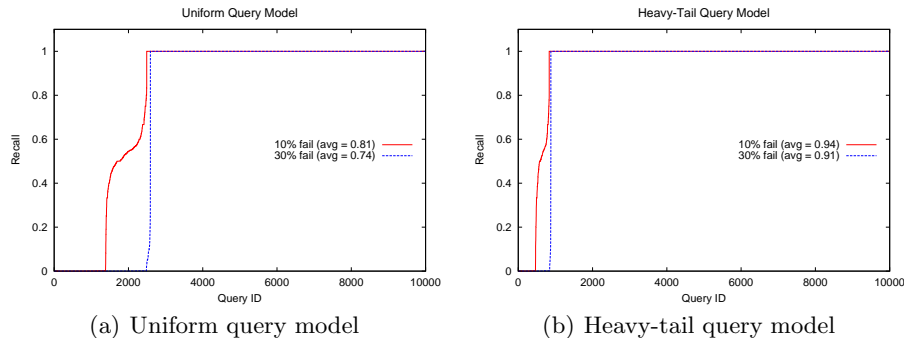 Uniform Query Model
1
0.8
0.6
0.4
0.2
0
Recall
10% fail (avg = 0.81)
30% fail (avg = 0.74)
0 2000 4000 6000 8000 10000
Query ID
(a) Uniform query model
Heavy-Tail Query Model
1
0.8
0.6
0.4
0.2
0
Recall
10% fail (avg = 0.94)
30% fail (avg = 0.91)
0 2000 4000 6000 8000 10000
Query ID
(b) Heavy-tail query model